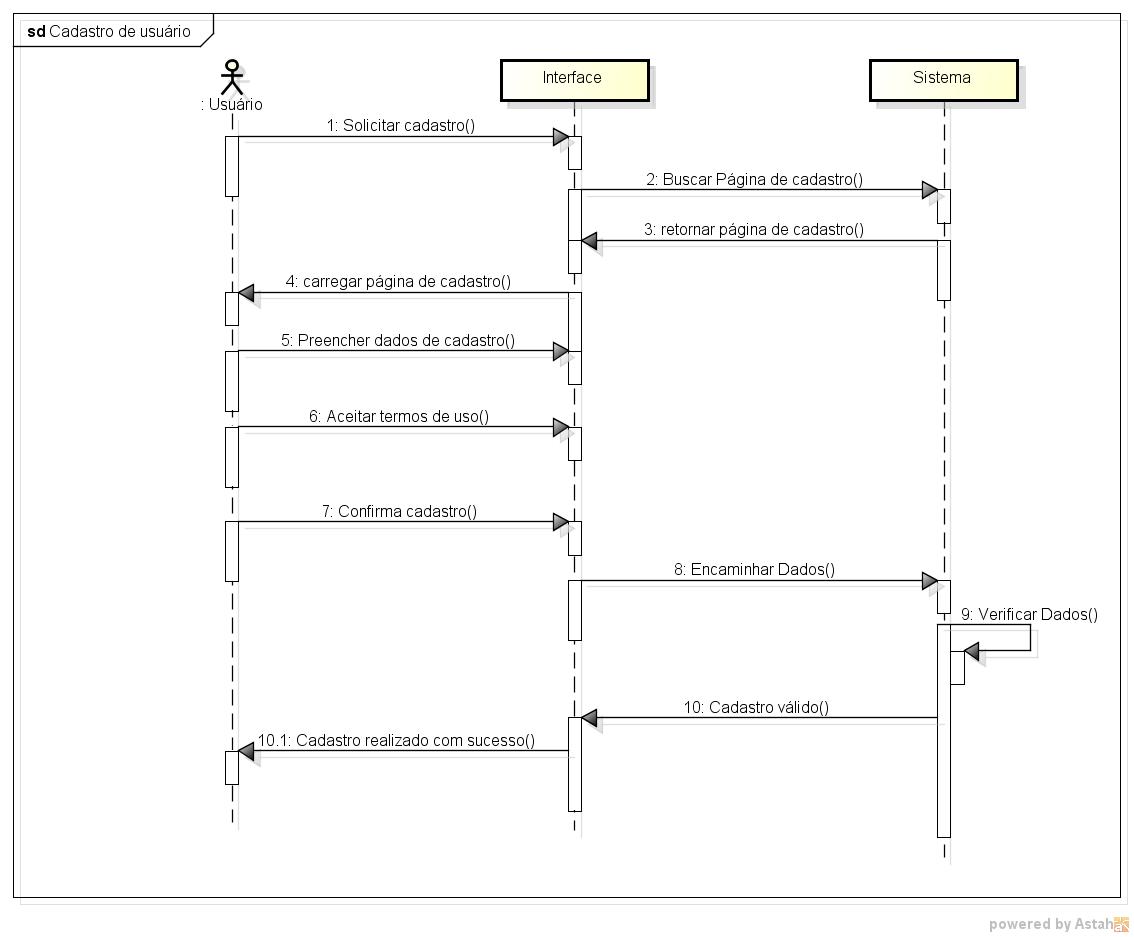 sd Cadastro de usuário
: Usuário
Interface
Sistema
1: Solicitar cadastro()
2: Buscar Página de cadastro()
3: retornar página de cadastro()
4: carregar página de cadastro()
5: Preencher dados de cadastro()
6: Aceitar termos de uso()
7: Confirma cadastro()
8: Encaminhar Dados()
9: Verificar Dados()
10: Cadastro válido()
10.1: Cadastro realizado com sucesso()
powered by Astah